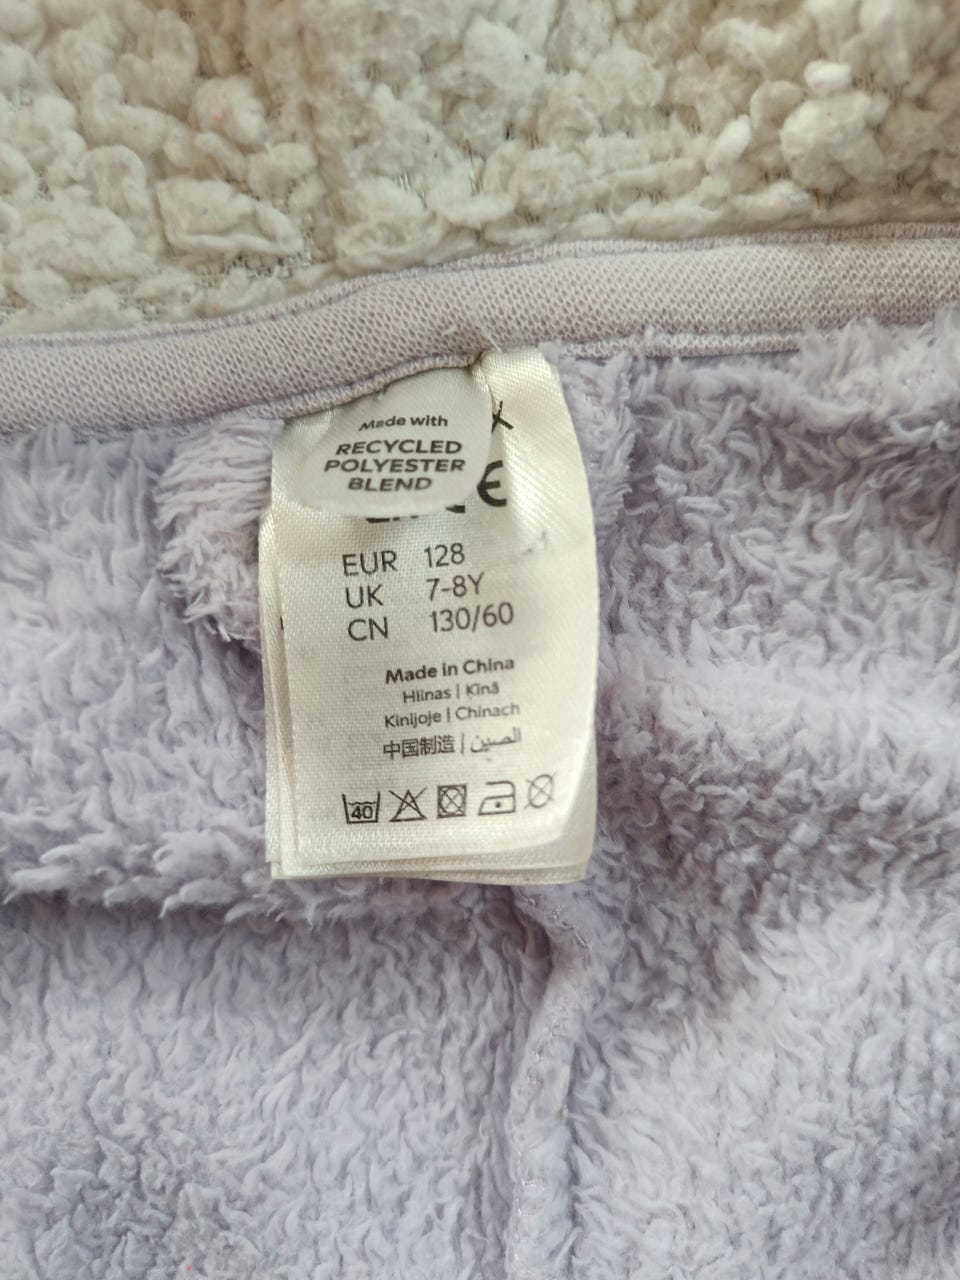 Made with
RECYCLED
POLYESTER
BLEND
EUR 128
UK 7-8Y
CN 130/60
Made in China
Hiinas | Ķīnā
Kinijoje | Chinach
中国制造 | الصين
40